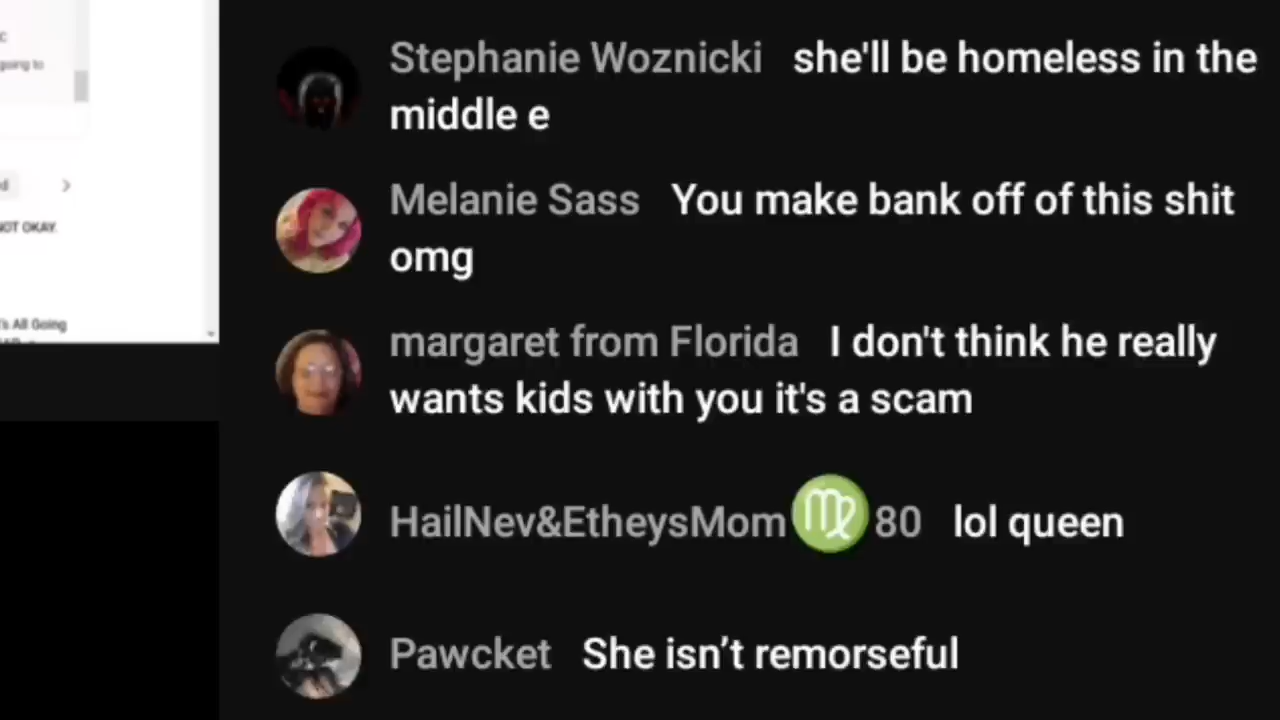 going to
NOT OKAY.
's All Going
Stephanie Woznicki she'll be homeless in the
middle e
Melanie Sass You make bank off of this shit
omg
margaret from Florida I don't think he really
wants kids with you it's a scam
HailNev&EtheysMom♍80 lol queen
Pawcket She isn’t remorseful